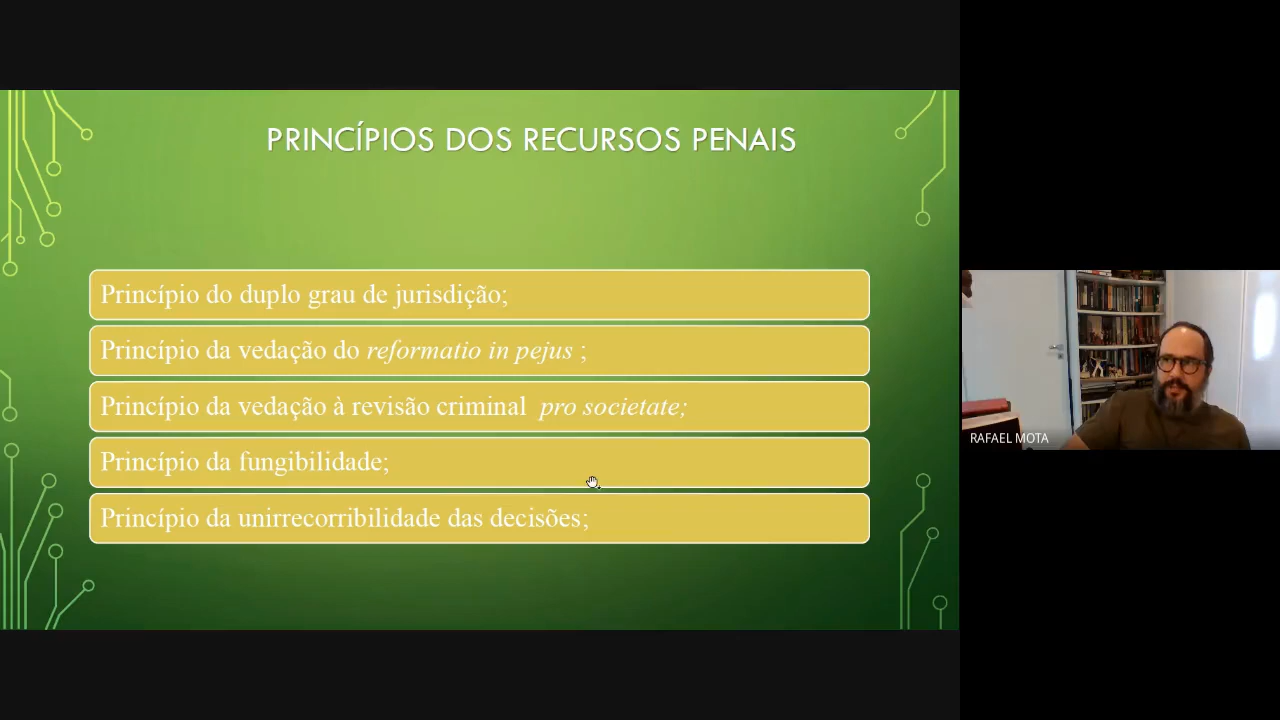 PRINCÍPIOS DOS RECURSOS PENAIS
Princípio do duplo grau de jurisdição;
Princípio da vedação do reformatio in pejus ;
Princípio da vedação à revisão criminal pro societate;
Princípio da fungibilidade;
Princípio da unirrecorribilidade das decisões;
RAFAEL MOTA